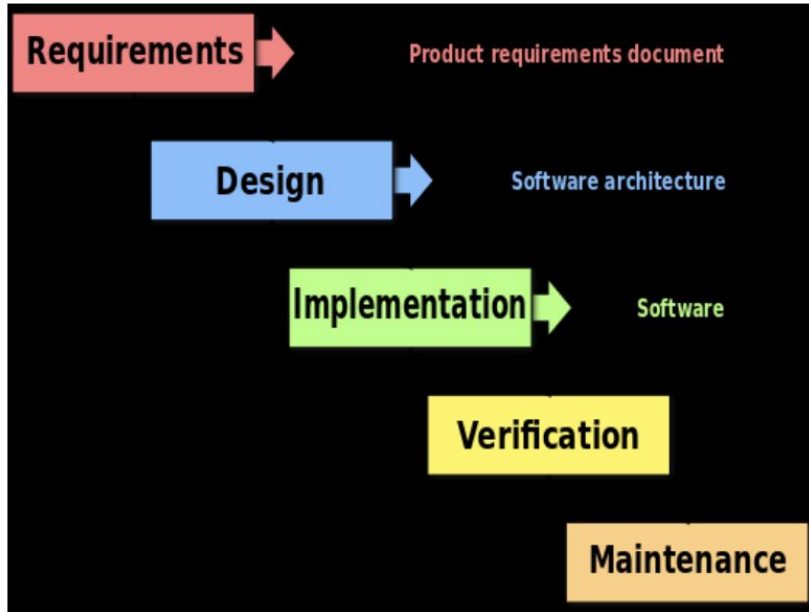 Requirements
Product requirements document
Design
Software architecture
Implementation
Software
Verification
Maintenance